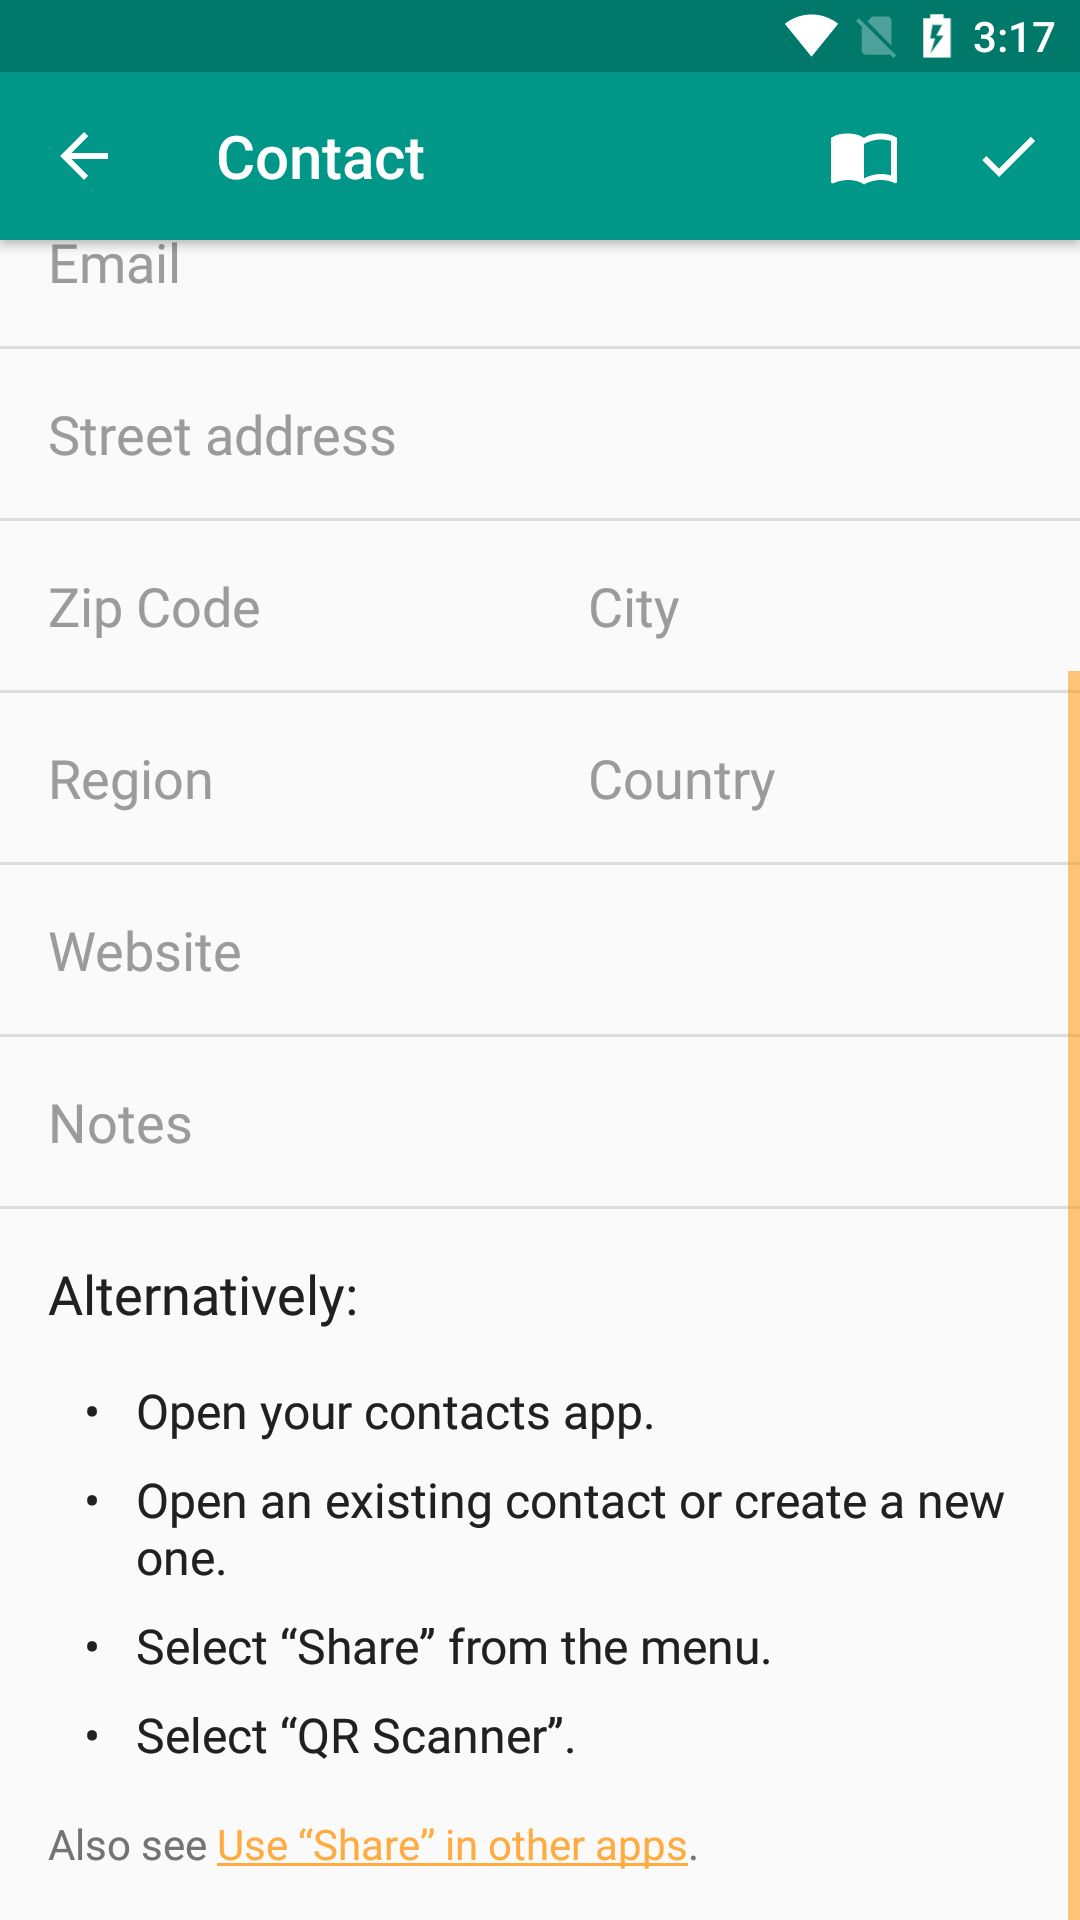 3:17
Contact
Email
Street address
Zip Code City
Region Country
Website
Notes
Alternatively:
• Open your contacts app.
• Open an existing contact or create a new
one.
• Select “Share” from the menu.
• Select “QR Scanner”.
Also see Use “Share” in other apps.